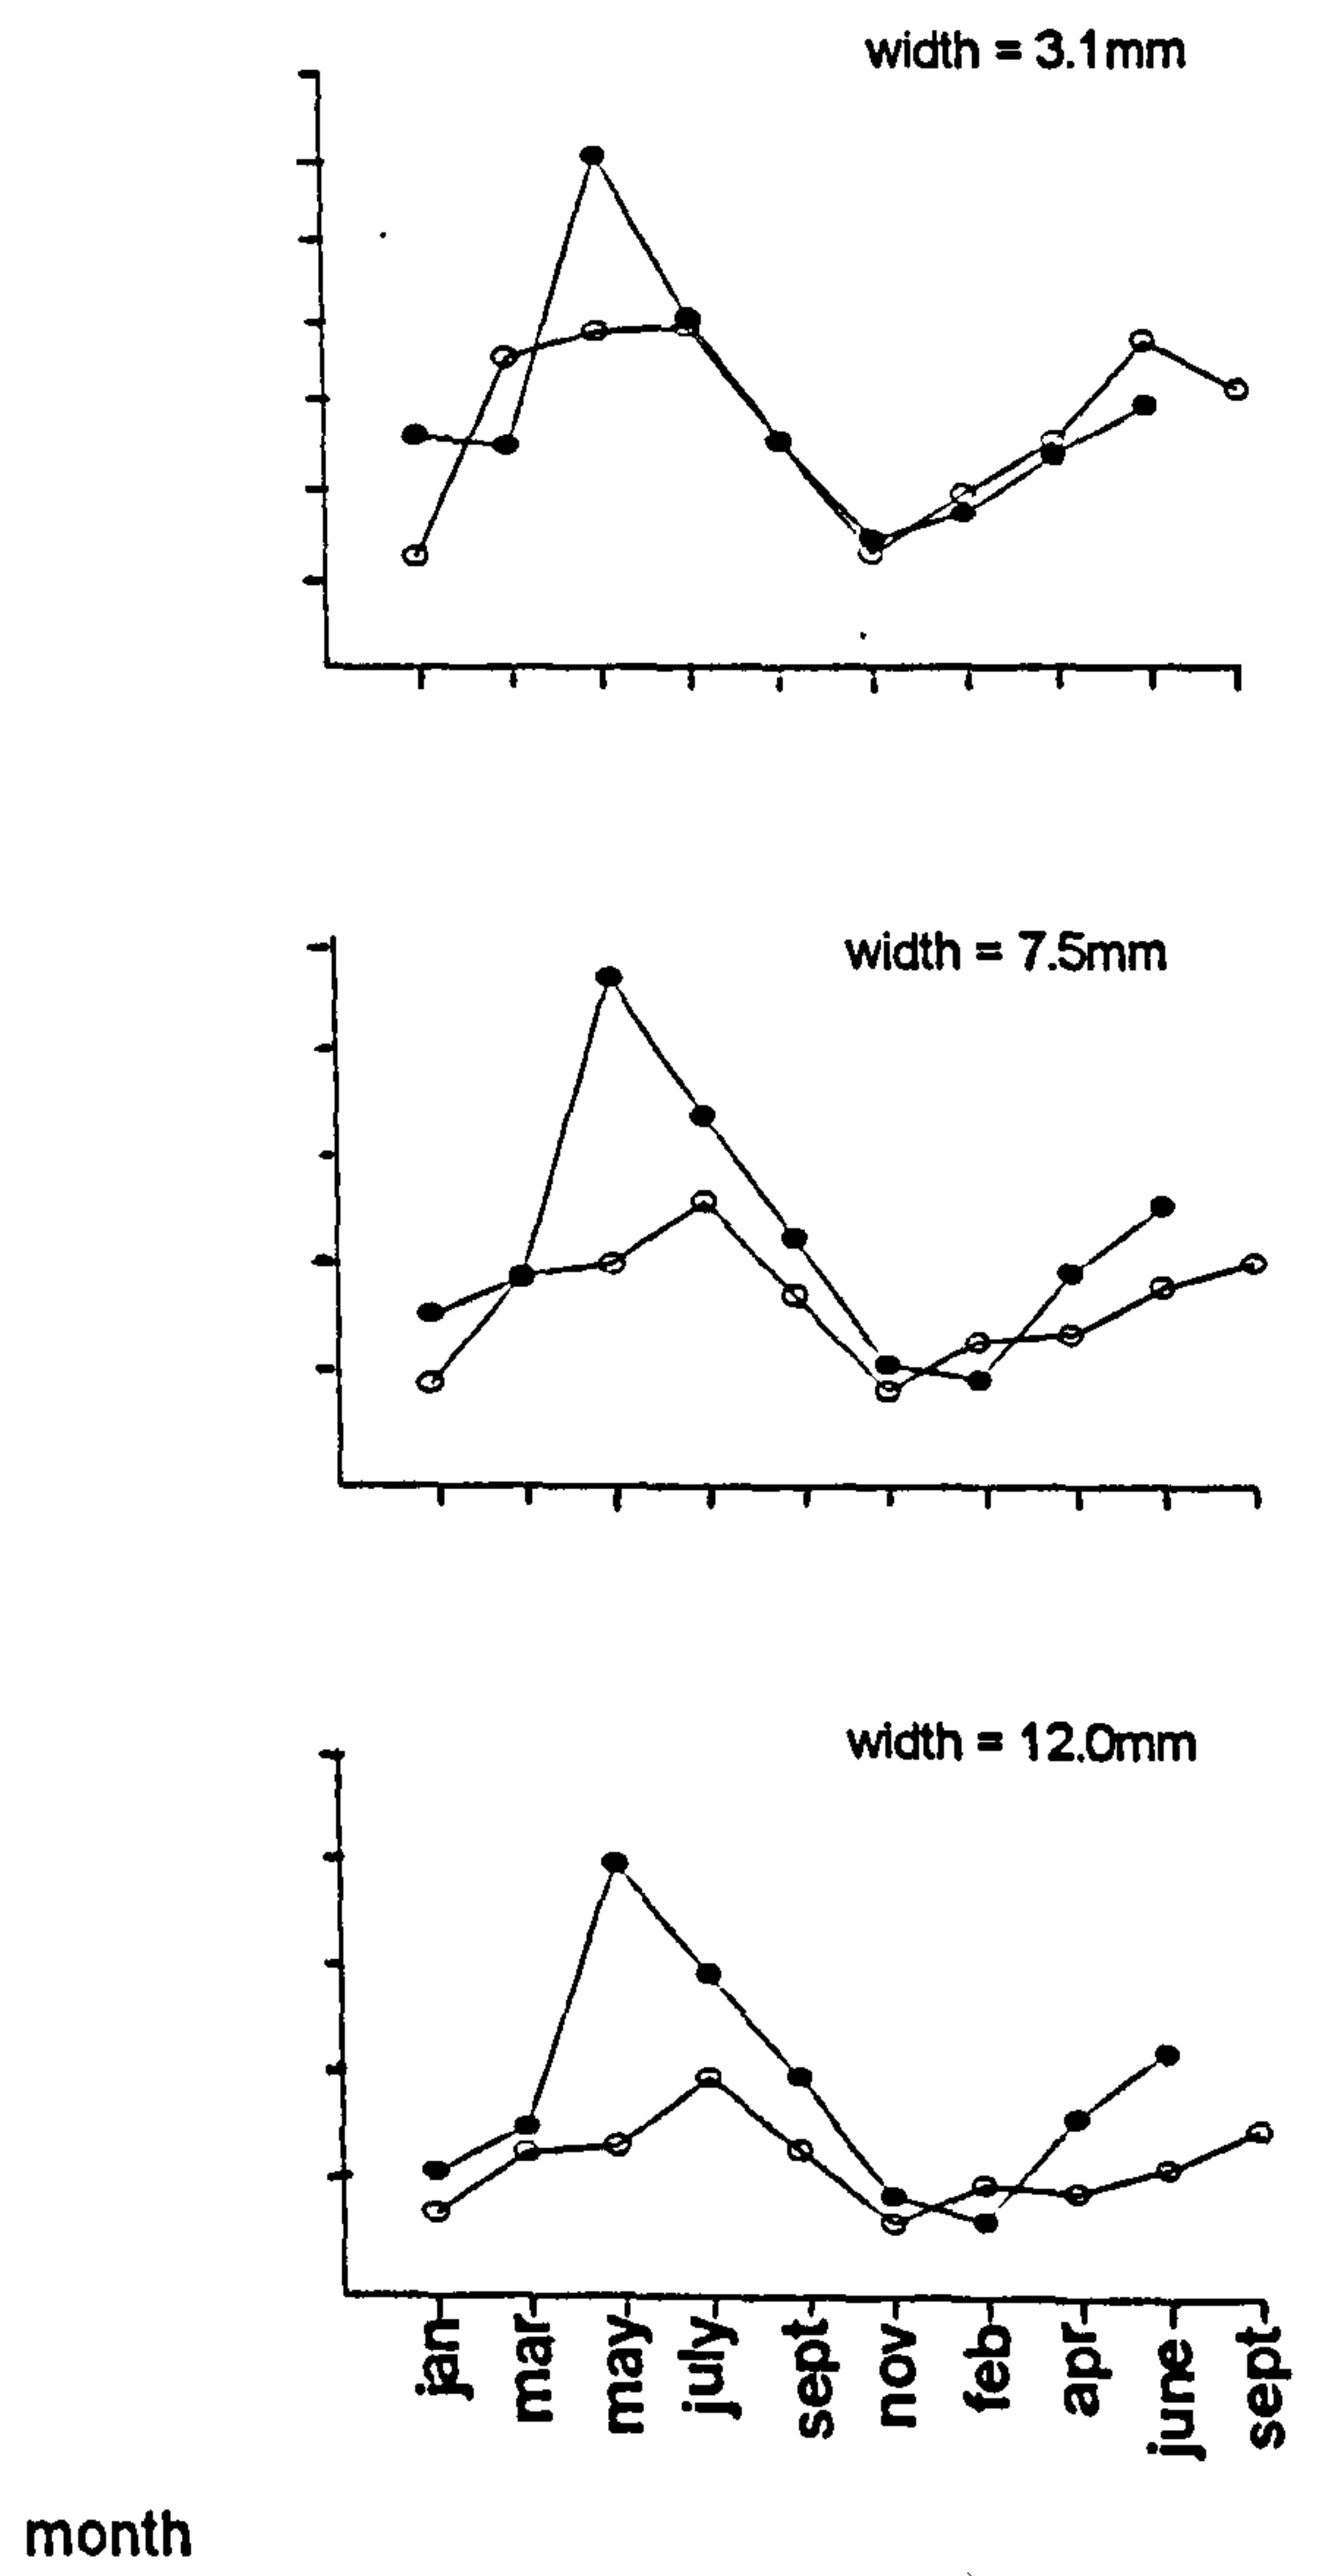 width = 3.1mm
width = 7.5mm
width = 12.0mm
jan
mar
may
july
sept
nov
feb
apr
june
sept
month